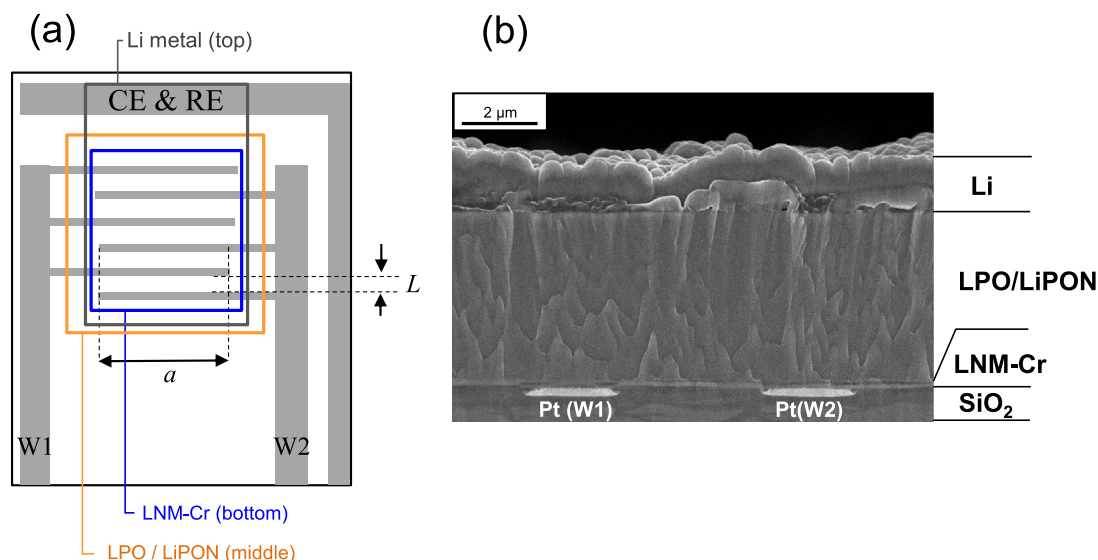 (a)
Li metal (top)
CE & RE
L
a
W1
W2
LNM-Cr (bottom)
LPO / LiPON (middle)
(b)
2 µm
Li
LPO/LiPON
LNM-Cr
SiO₂
Pt (W1)
Pt(W2)